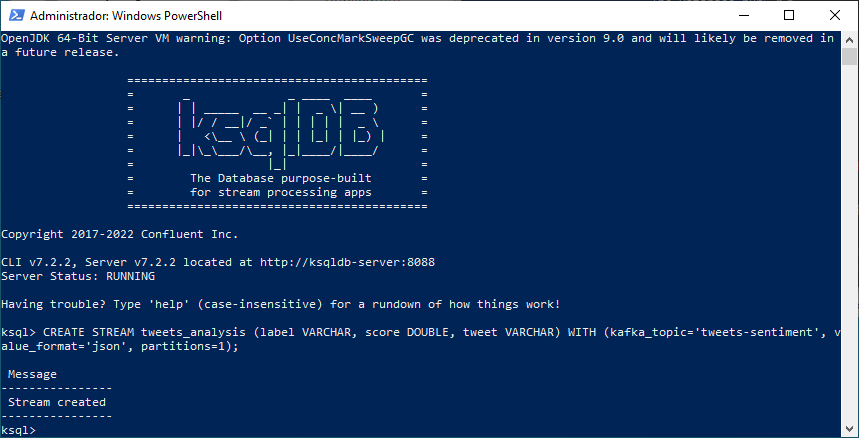 Administrador: Windows PowerShell
OpenJDK 64-Bit Server VM warning: Option UseConcMarkSweepGC was deprecated in version 9.0 and will likely be removed in
a future release.
===========================================
=       _              _ ____  ____       =
=      | | _____  __ _| |  _ \| __ )      =
=      | |/ / __|/ _` | | | | |  _ \      =
=      |   <\__ \ (_| | | |_| | |_) |     =
=      |_|\_\___/\__, |_|____/|____/      =
=                   |_|                   =
=        The Database purpose-built       =
=        for stream processing apps       =
===========================================
Copyright 2017-2022 Confluent Inc.
CLI v7.2.2, Server v7.2.2 located at http://ksqldb-server:8088
Server Status: RUNNING
Having trouble? Type 'help' (case-insensitive) for a rundown of how things work!
ksql> CREATE STREAM tweets_analysis (label VARCHAR, score DOUBLE, tweet VARCHAR) WITH (kafka_topic='tweets-sentiment', v
alue_format='json', partitions=1);
Message
----------------
Stream created
----------------
ksql>